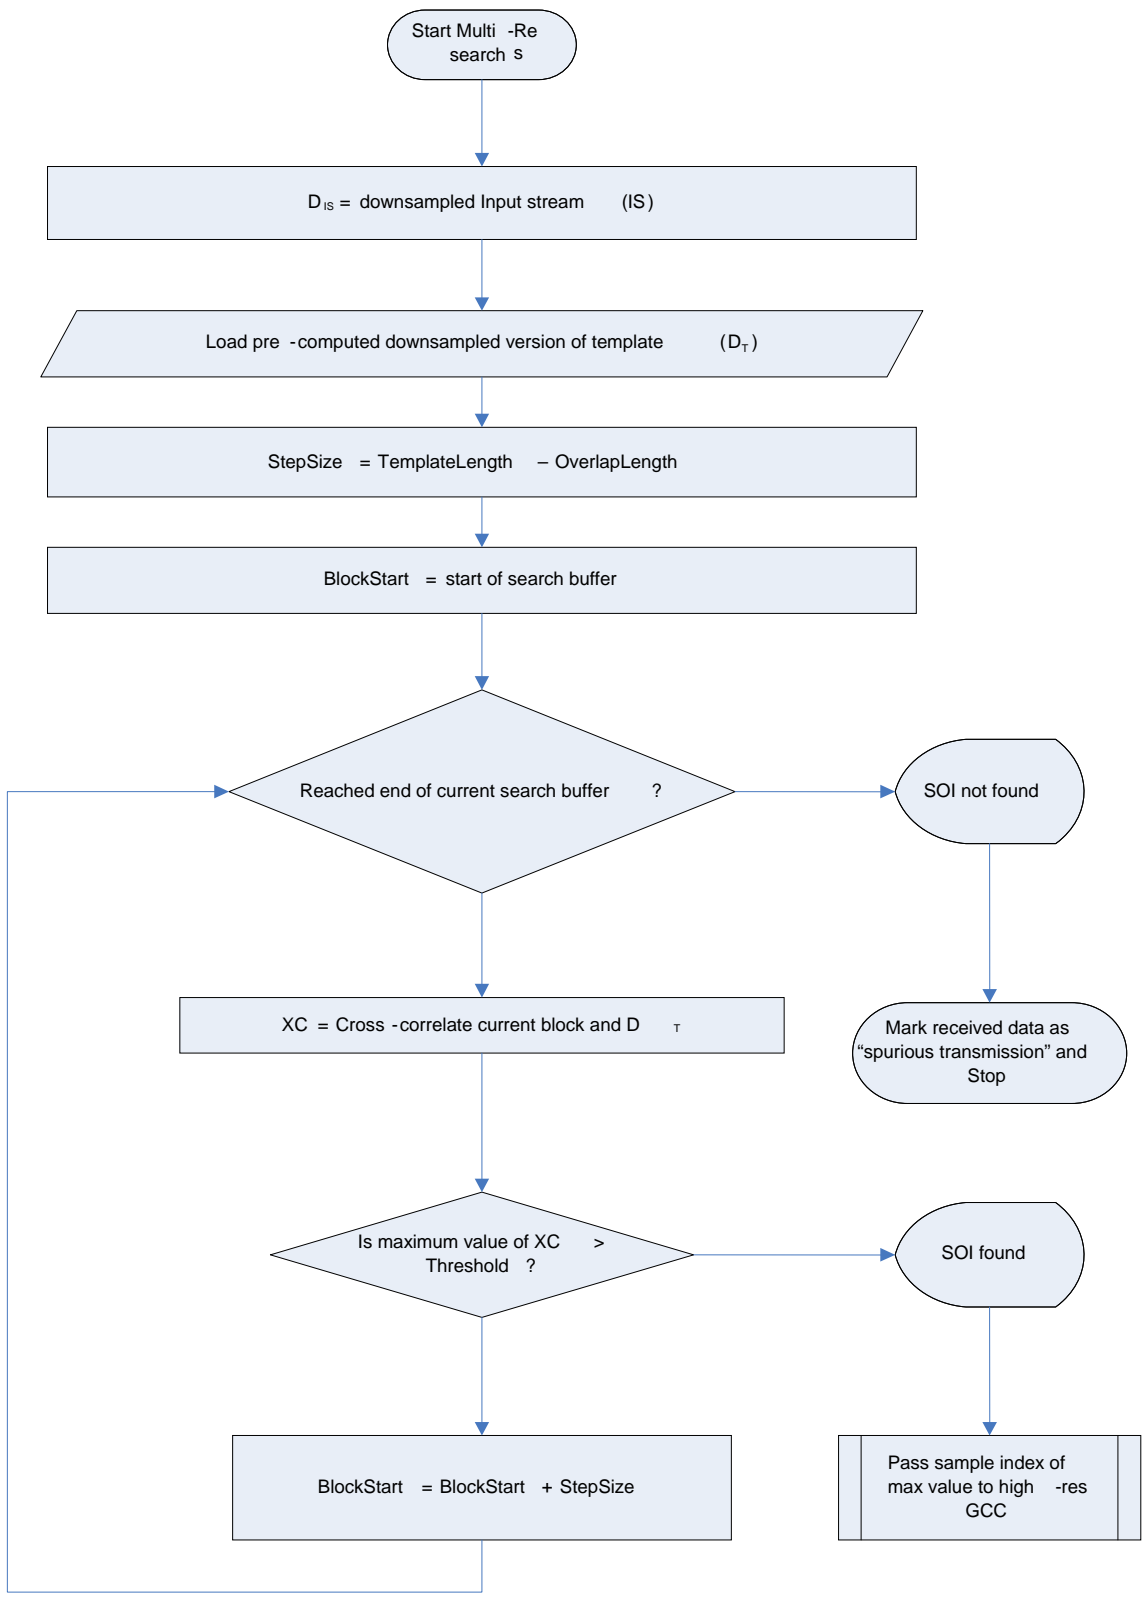 Start Multi -Re
search s
D IS = downsampled Input stream (IS)
Load pre -computed downsampled version of template (D T )
StepSize = TemplateLength – OverlapLength
BlockStart = start of search buffer
Reached end of current search buffer ?
SOI not found
XC = Cross -correlate current block and D T
Mark received data as
“spurious transmission” and
Stop
Is maximum value of XC >
Threshold ?
SOI found
BlockStart = BlockStart + StepSize
Pass sample index of
max value to high -res
GCC